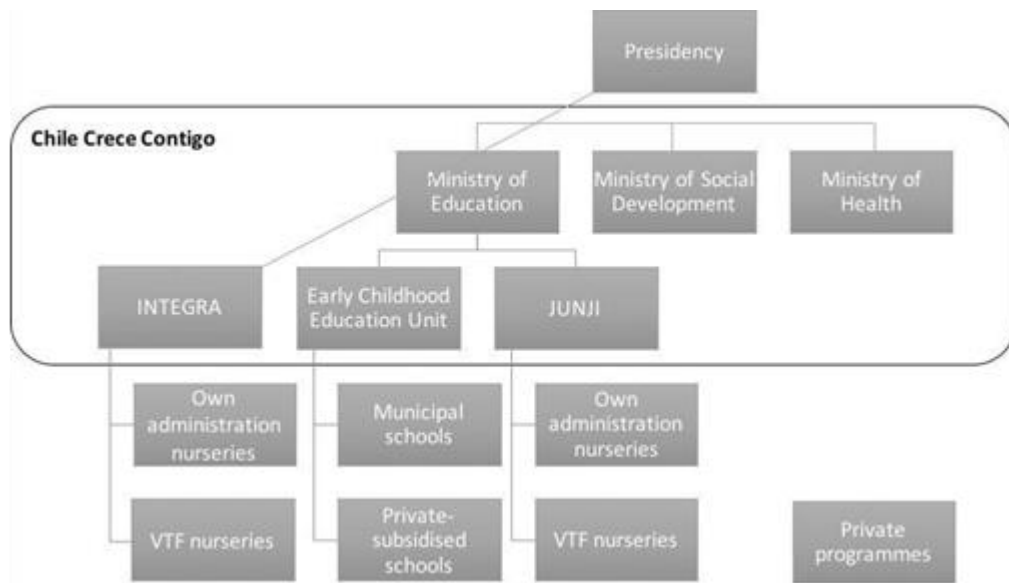 Presidency
Chile Crece Contigo
Ministry of
Education
Ministry of Social
Development
Ministry of
Health
INTEGRA
Early Childhood
Education Unit
JUNJI
Own
administration
nurseries
Municipal
schools
Own
administration
nurseries
VTF nurseries
Private-
subsidised
schools
VTF nurseries
Private
programmes